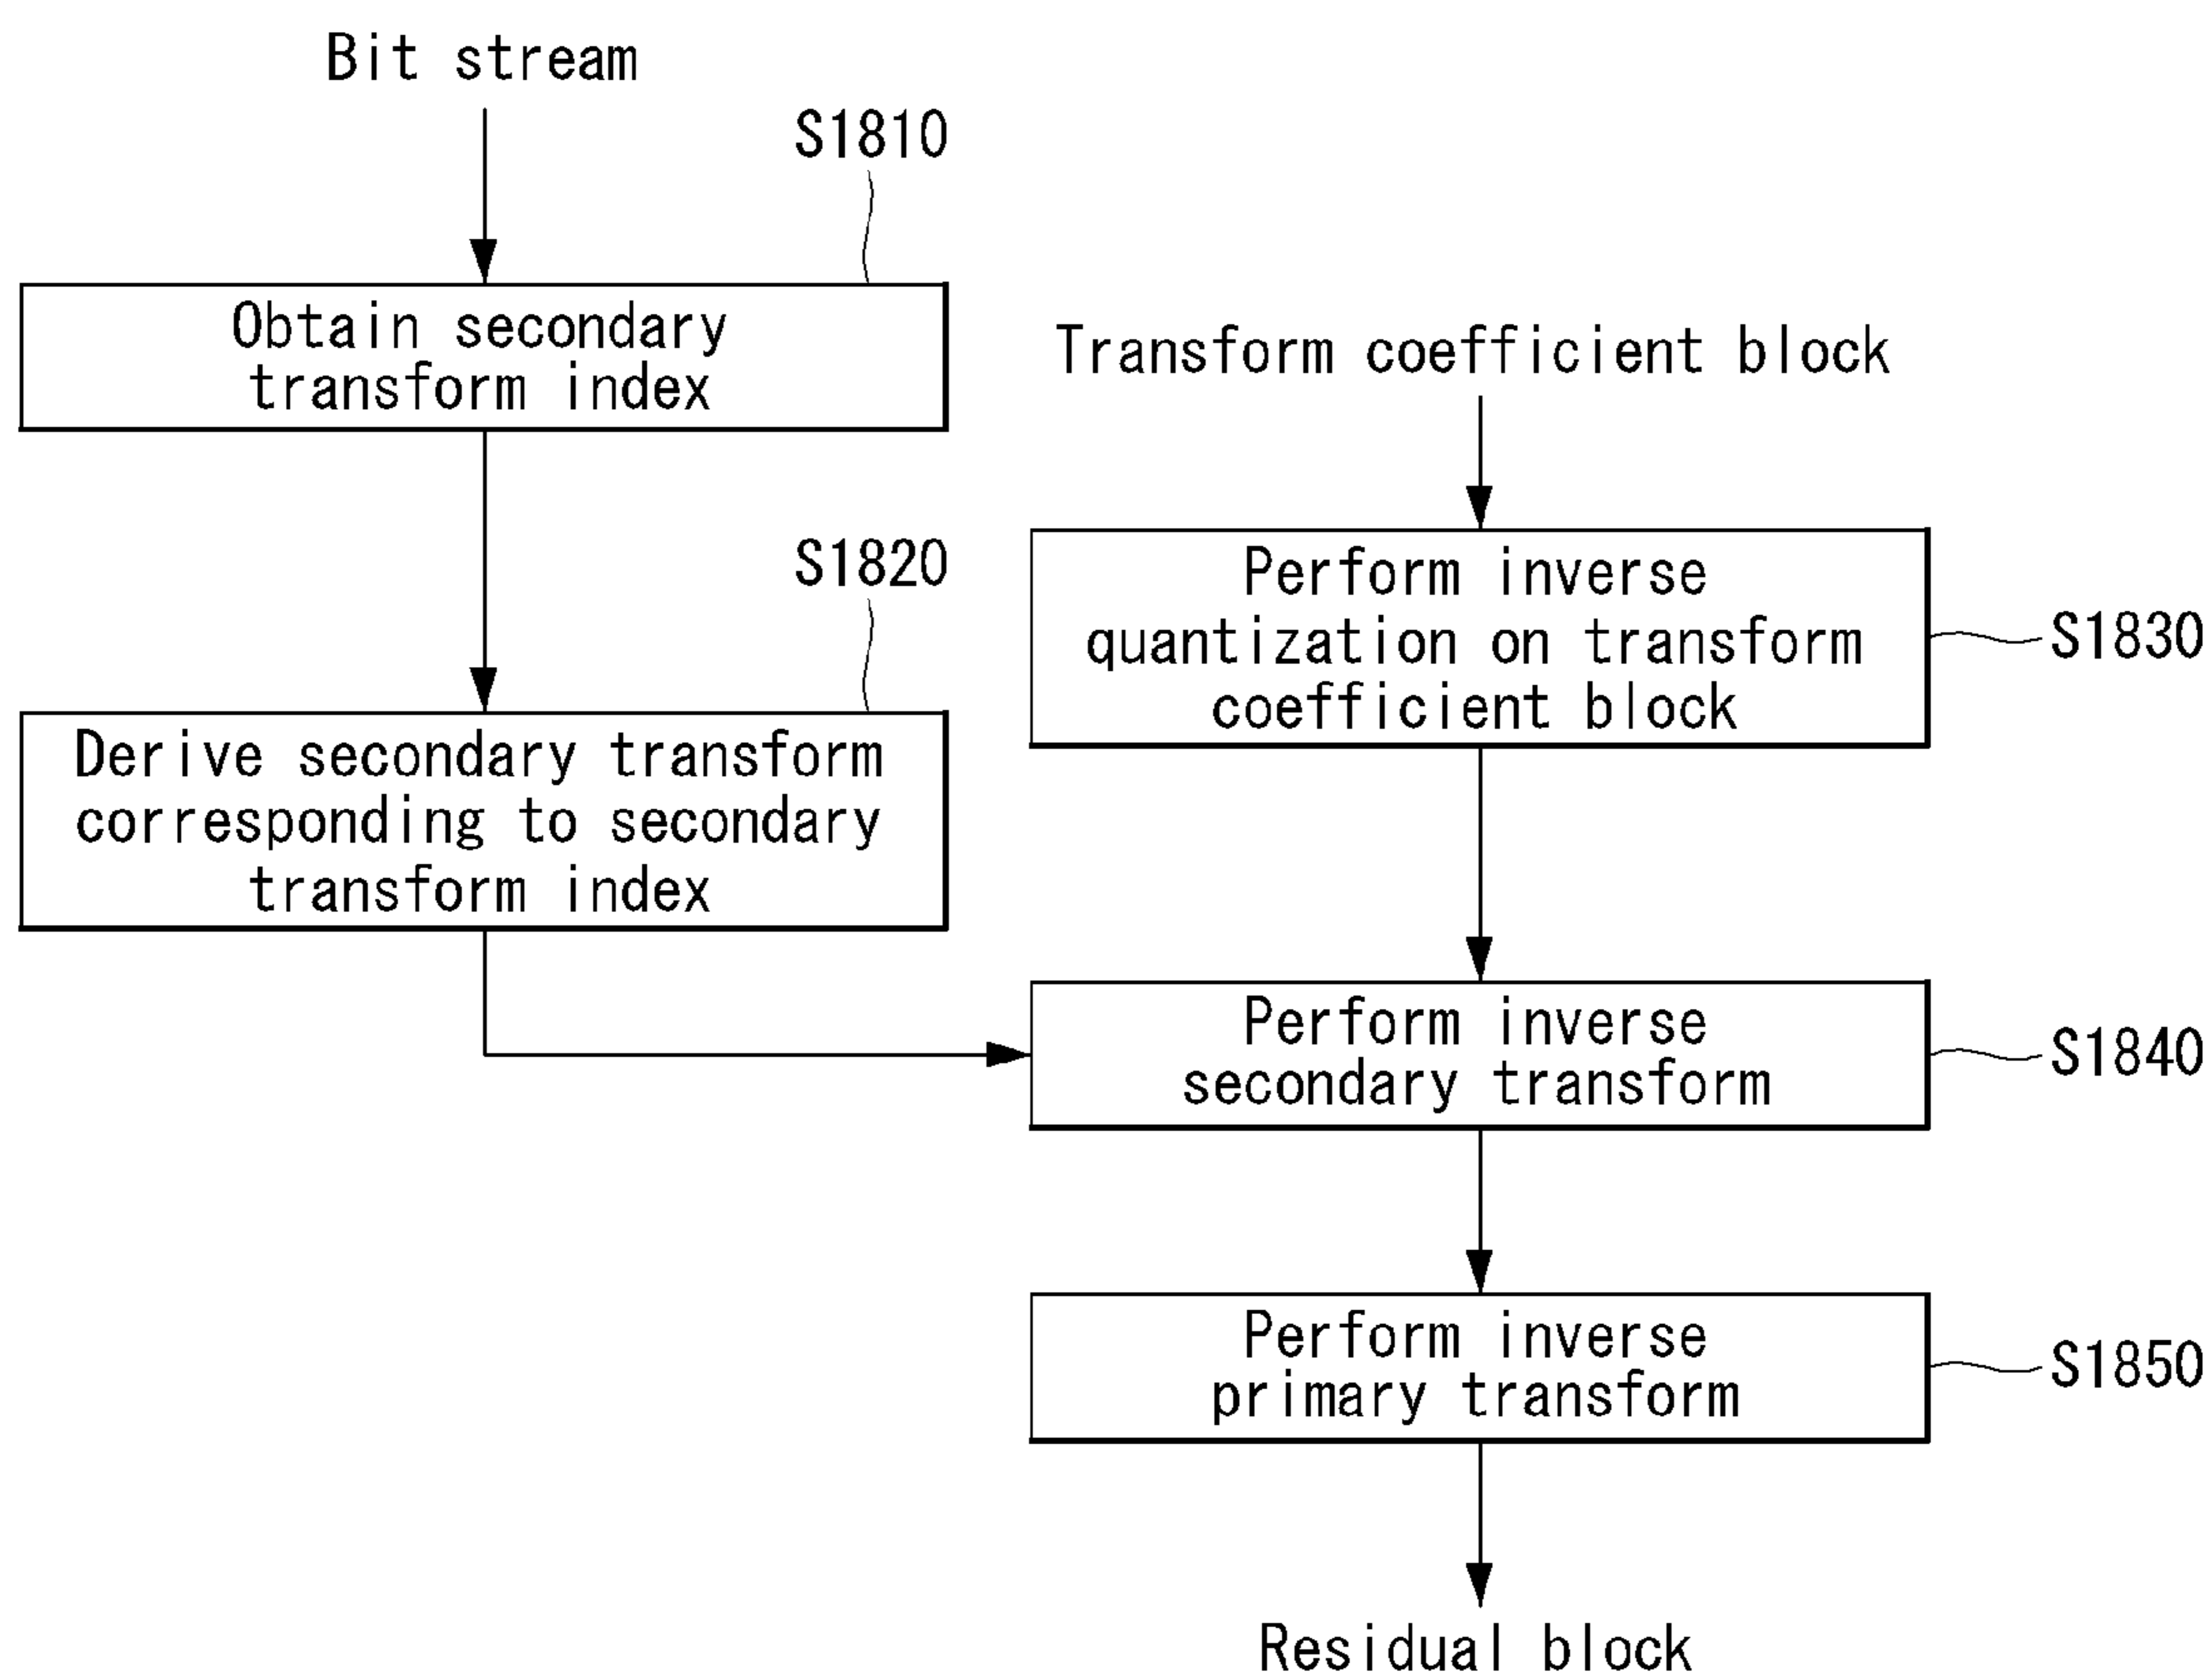 Bit stream
S1810
Obtain secondary
transform index
S1820
Derive secondary transform
corresponding to secondary
transform index
Transform coefficient block
Perform inverse
quantization on transform
coefficient block
S1830
Perform inverse
secondary transform
S1840
Perform inverse
primary transform
S1850
Residual block